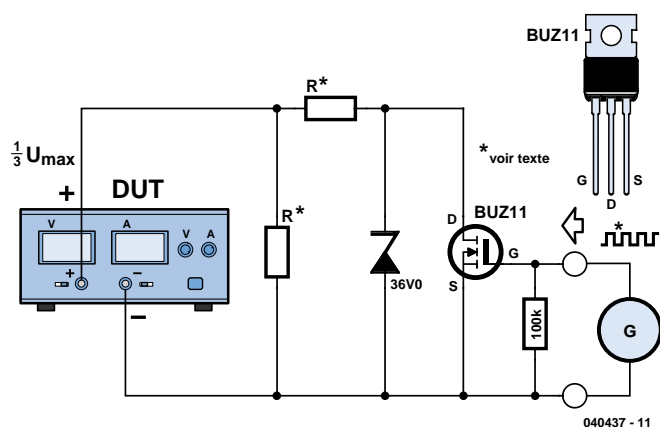 BUZ11
R*
⅓ Umax
* voir texte
G
D
S
+
DUT
V
A
V
A
+
−
−
R*
36V0
D
BUZ11
G
S
*
100k
G
040437 - 11